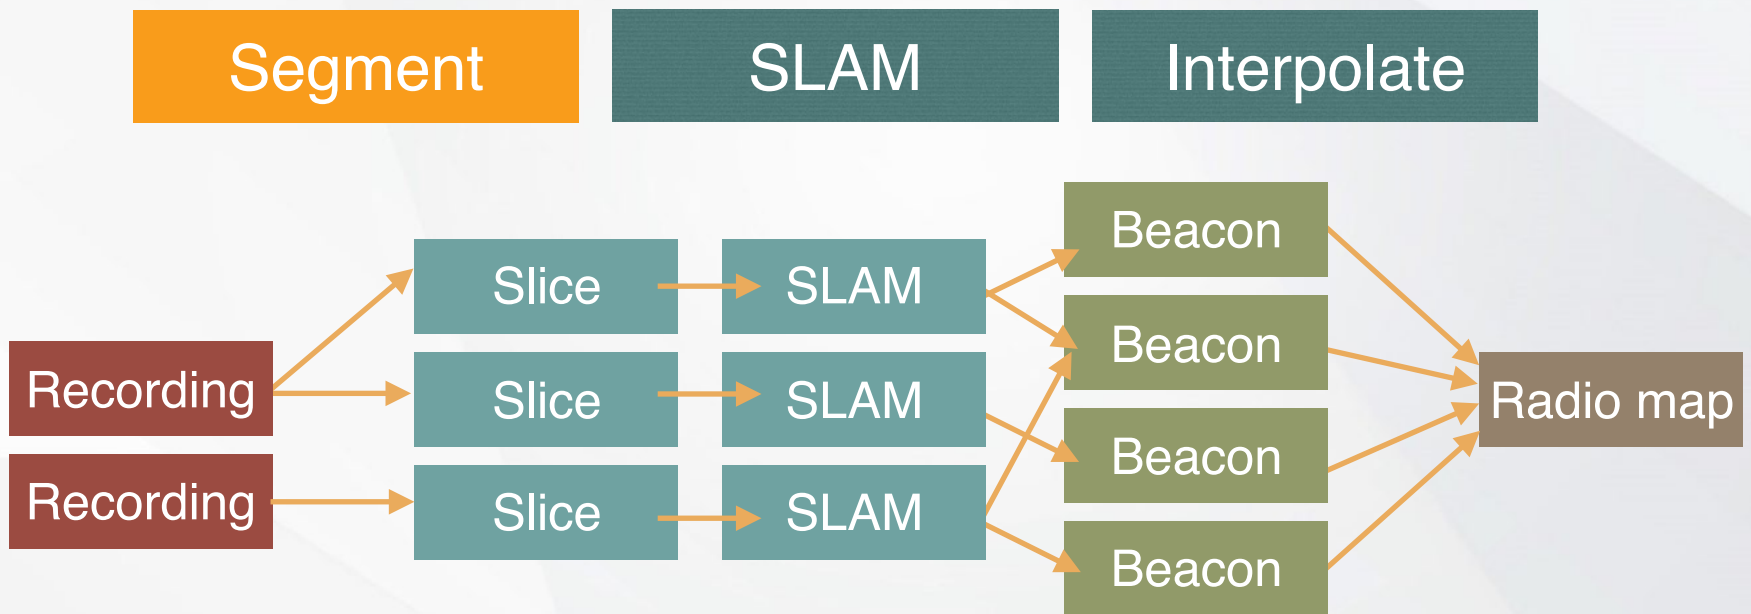 Segment
SLAM
Interpolate
Recording
Recording
Slice
Slice
Slice
SLAM
SLAM
SLAM
Beacon
Beacon
Beacon
Beacon
Radio map